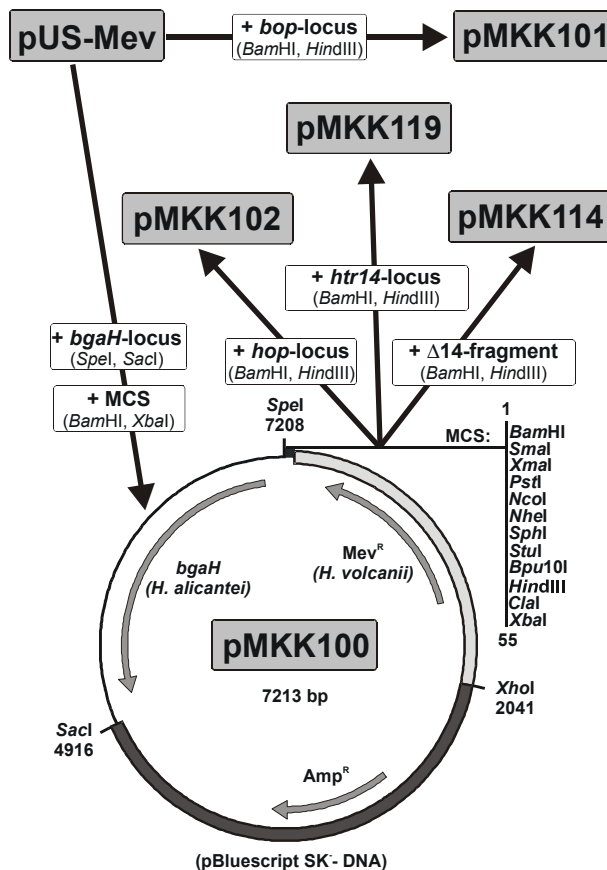 pUS-Mev
+ bop-locus
(BamHI, HindIII)
pMKK101
pMKK119
pMKK102
pMKK114
+ htr14-locus
(BamHI, HindIII)
+ bgaH-locus
(SpeI, SacI)
+ hop-locus
(BamHI, HindIII)
+ Δ14-fragment
(BamHI, HindIII)
+ MCS
(BamHI, XbaI)
SpeI
7208
MCS:
1
BamHI
SmaI
XmaI
PstI
NcoI
NheI
SphI
StuI
Bpu10I
HindIII
ClaI
XbaI
55
bgaH
(H. alicantei)
MevR
(H. volcanii)
pMKK100
7213 bp
XhoI
2041
SacI
4916
AmpR
(pBluescript SK-- DNA)